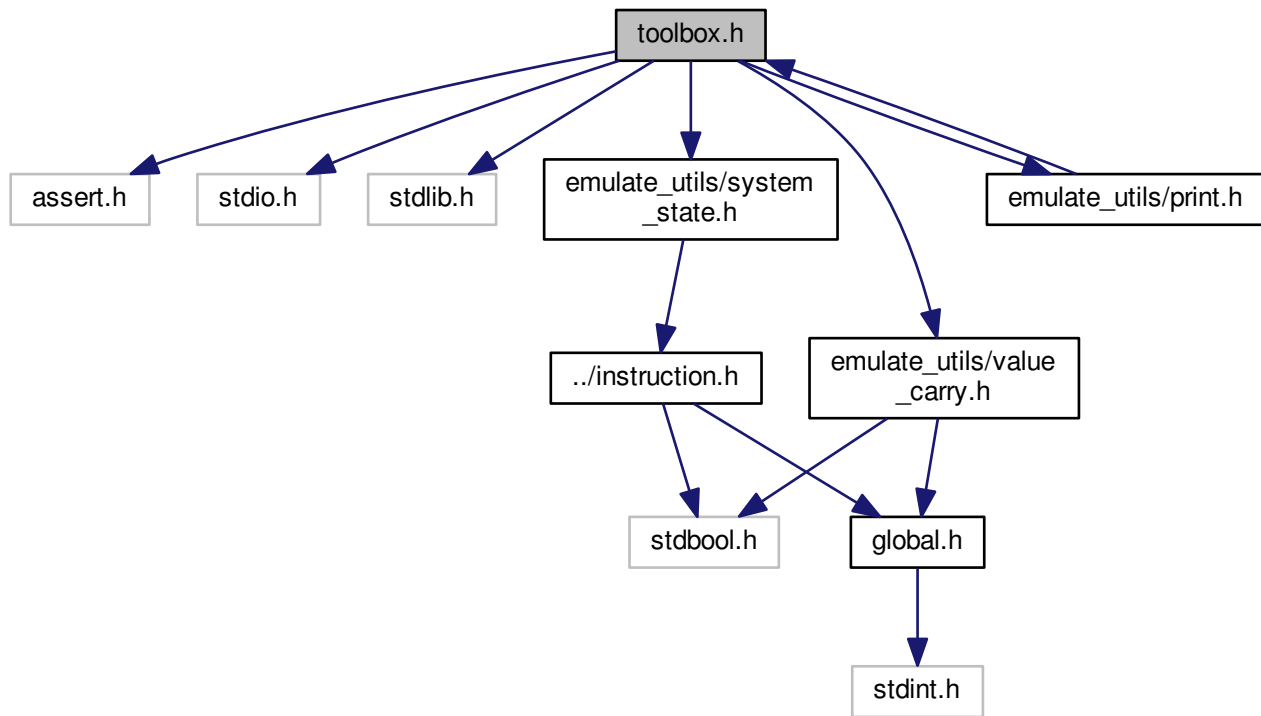 toolbox.h
assert.h
stdio.h
stdlib.h
emulate_utils/system
_state.h
emulate_utils/print.h
../instruction.h
emulate_utils/value
_carry.h
stdbool.h
global.h
stdint.h